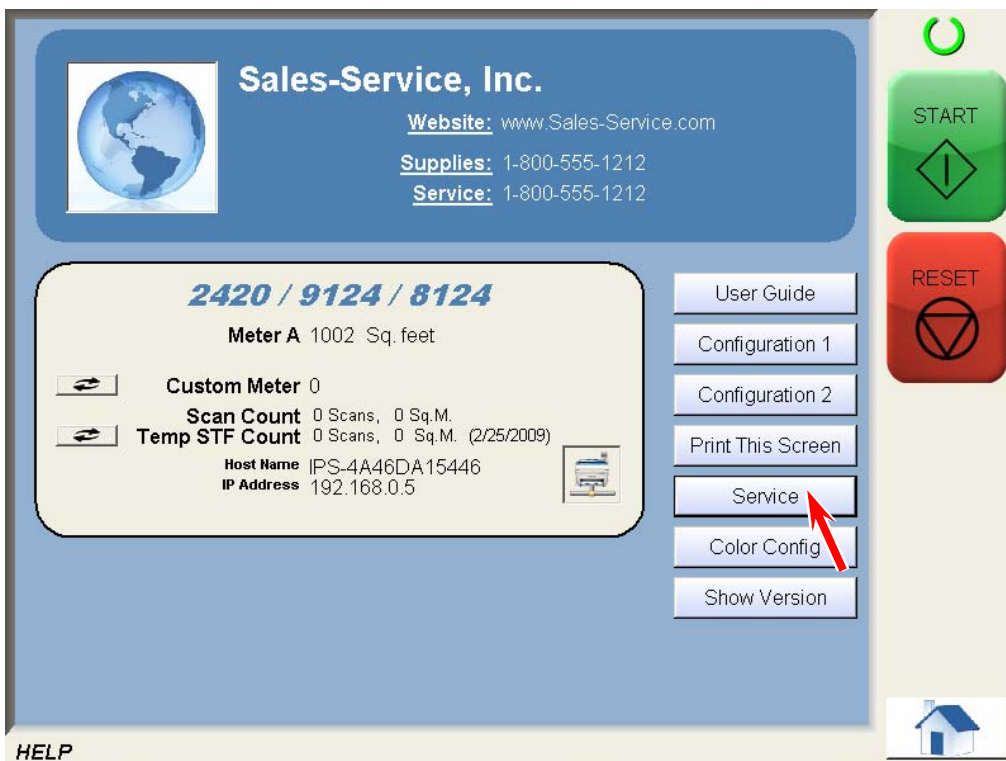 Sales-Service, Inc.
Website: www.Sales-Service.com
Supplies: 1-800-555-1212
Service: 1-800-555-1212
2420 / 9124 / 8124
Meter A 1002 Sq. feet
Custom Meter 0
Scan Count 0 Scans, 0 Sq.M.
Temp STF Count 0 Scans, 0 Sq.M. (2/25/2009)
Host Name IPS-4A46DA15446
IP Address 192.168.0.5
User Guide
Configuration 1
Configuration 2
Print This Screen
Service
Color Config
Show Version
START
RESET
HELP